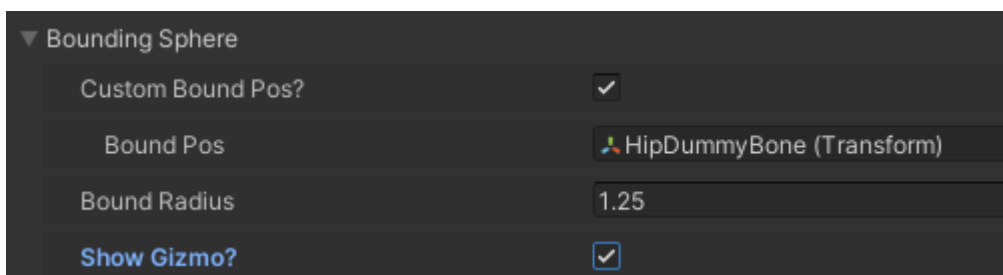 Bounding Sphere
Custom Bound Pos?
Bound Pos HipDummyBone (Transform)
Bound Radius 1.25
Show Gizmo?